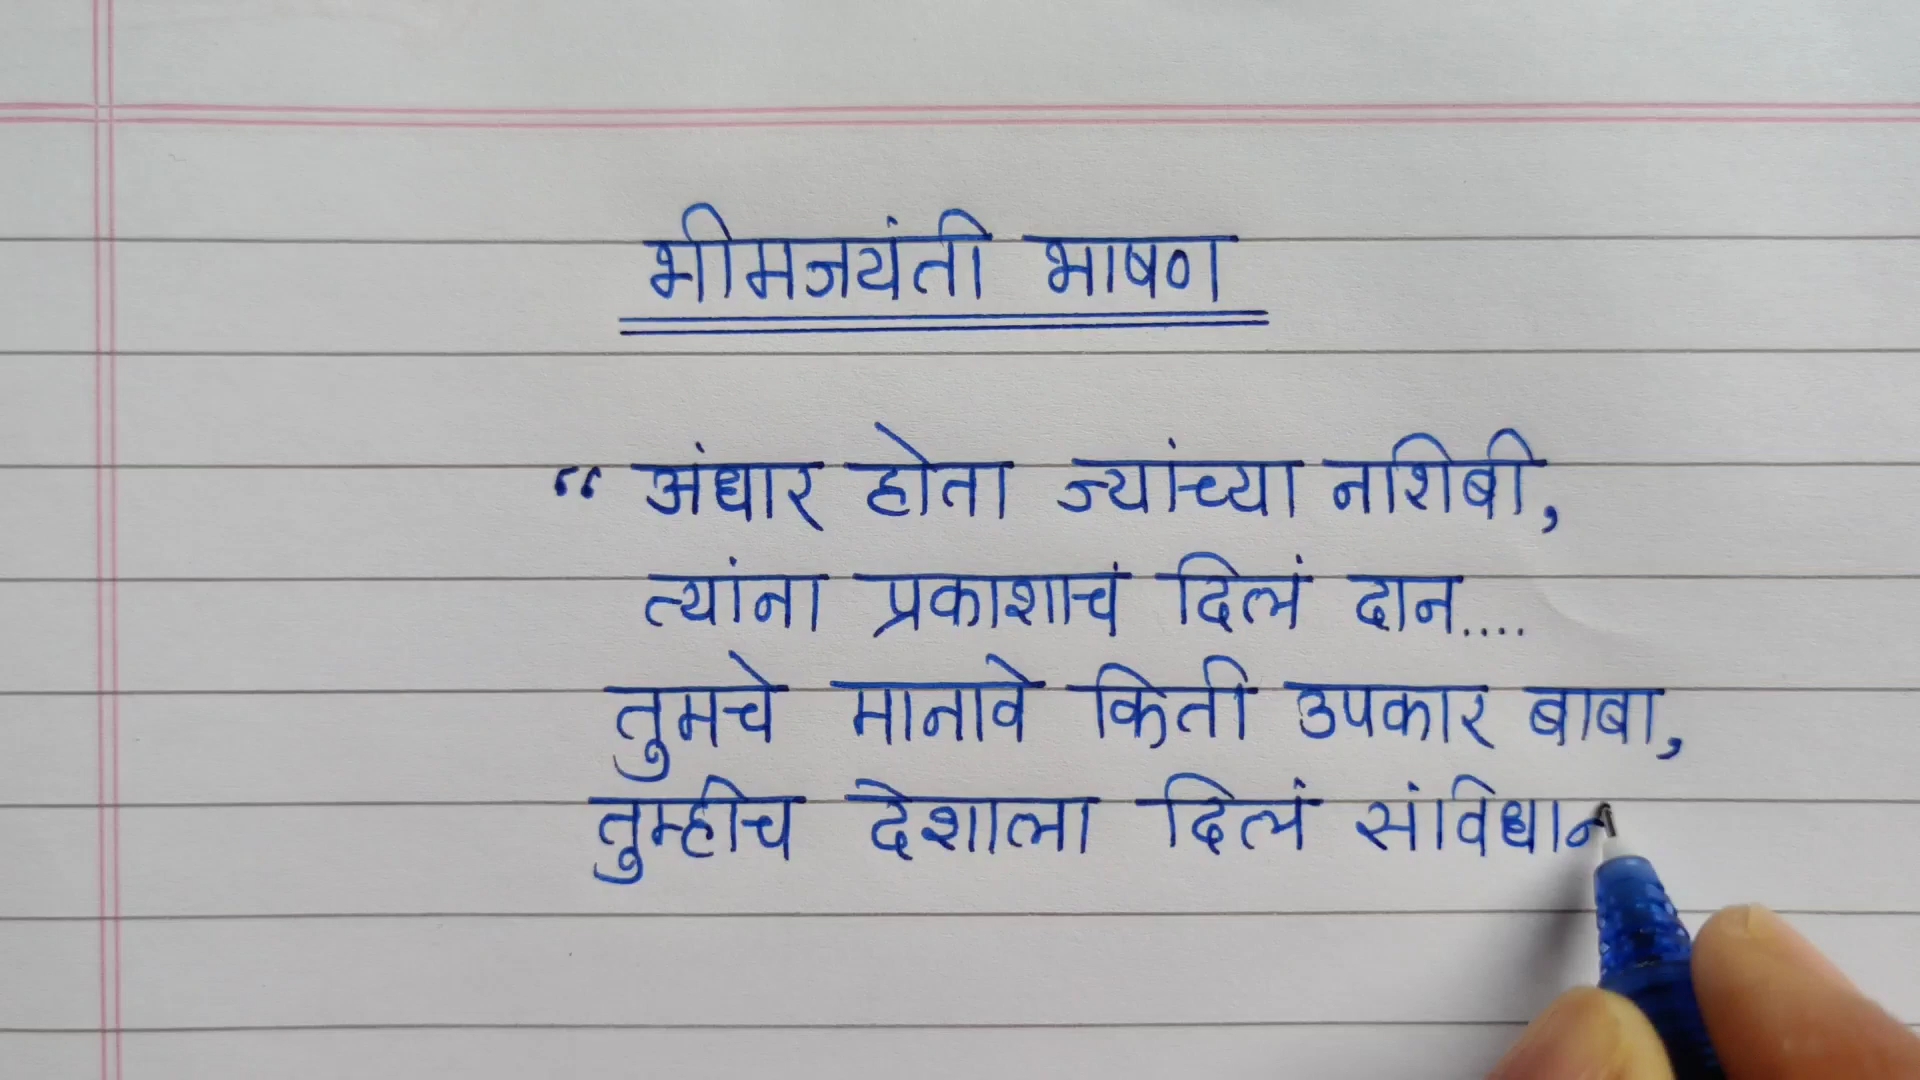 भीमजयंती भाषण
“ अंधार होता ज्यांच्या नशिबी,
त्यांना प्रकाशाचं दिलं दान....
तुमचे मानावे किती उपकार बाबा,
तुम्हीच देशाला दिलं संविधान